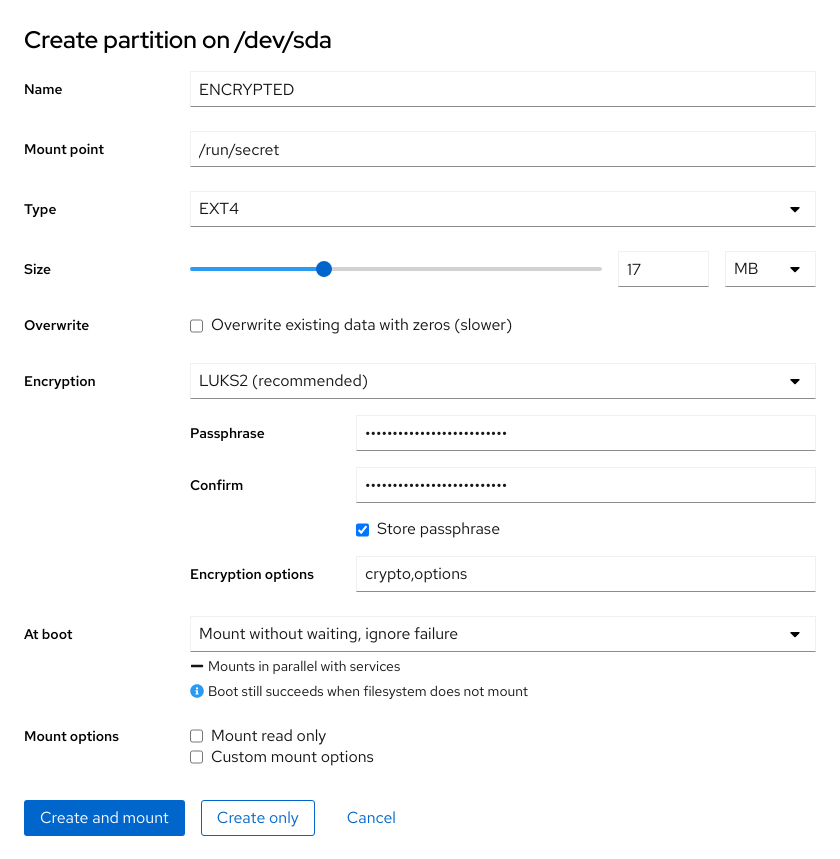 Create partition on /dev/sda
Name
ENCRYPTED
Mount point
/run/secret
Type
EXT4
Size
17
MB
Overwrite
Overwrite existing data with zeros (slower)
Encryption
LUKS2 (recommended)
Passphrase
••••••••••••••••••••••••••
Confirm
••••••••••••••••••••••••••
Store passphrase
Encryption options
crypto,options
At boot
Mount without waiting, ignore failure
Mounts in parallel with services
Boot still succeeds when filesystem does not mount
Mount options
Mount read only
Custom mount options
Create and mount
Create only
Cancel